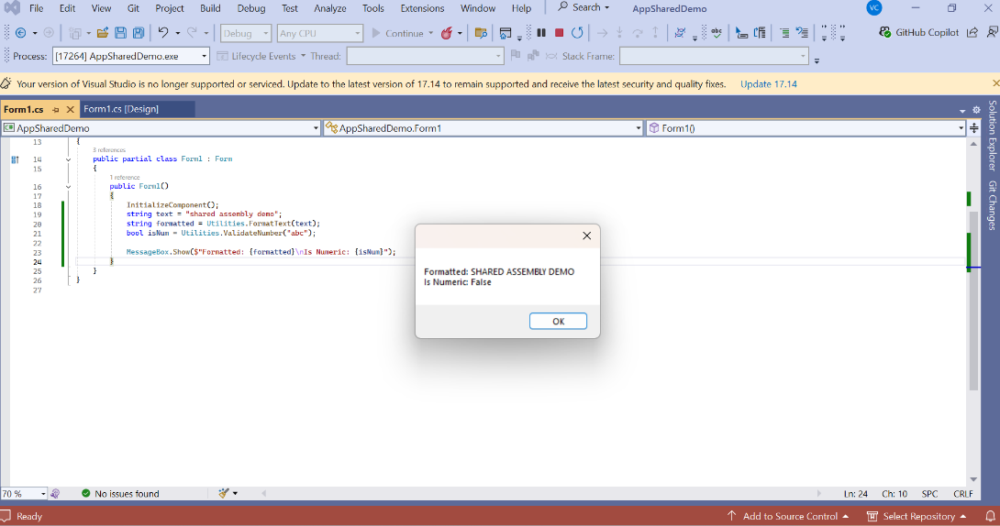 File Edit View Git Project Build Debug Test Analyze Tools Extensions Window Help Search AppSharedDemo VC
Debug Any CPU Continue abc GitHub Copilot
Process: [17264] AppSharedDemo.exe Lifecycle Events Thread: Stack Frame:
Your version of Visual Studio is no longer supported or serviced. Update to the latest version of 17.14 to remain supported and receive the latest security and quality fixes. Update 17.14
Form1.cs Form1.cs [Design]
C# AppSharedDemo AppSharedDemo.Form1 Form1()
13 {
3 references
14 public partial class Form1 : Form
15 {
1 reference
16 public Form1()
17 {
18 InitializeComponent();
19 string text = "shared assembly demo";
20 string formatted = Utilities.FormatText(text);
21 bool isNum = Utilities.ValidateNumber("abc");
22
23 MessageBox.Show($"Formatted: {formatted}\nIs Numeric: {isNum}");
24 }
25 }
26 }
27
Formatted: SHARED ASSEMBLY DEMO
Is Numeric: False
OK
Solution Explorer
Git Changes
70 % No issues found Ln: 24 Ch: 10 SPC CRLF
Ready Add to Source Control Select Repository